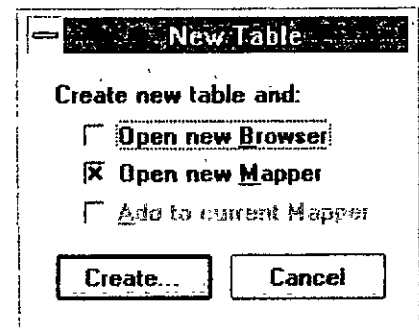 New Table
Create new table and:
Open new Browser
Open new Mapper
Add to current Mapper
Create...
Cancel